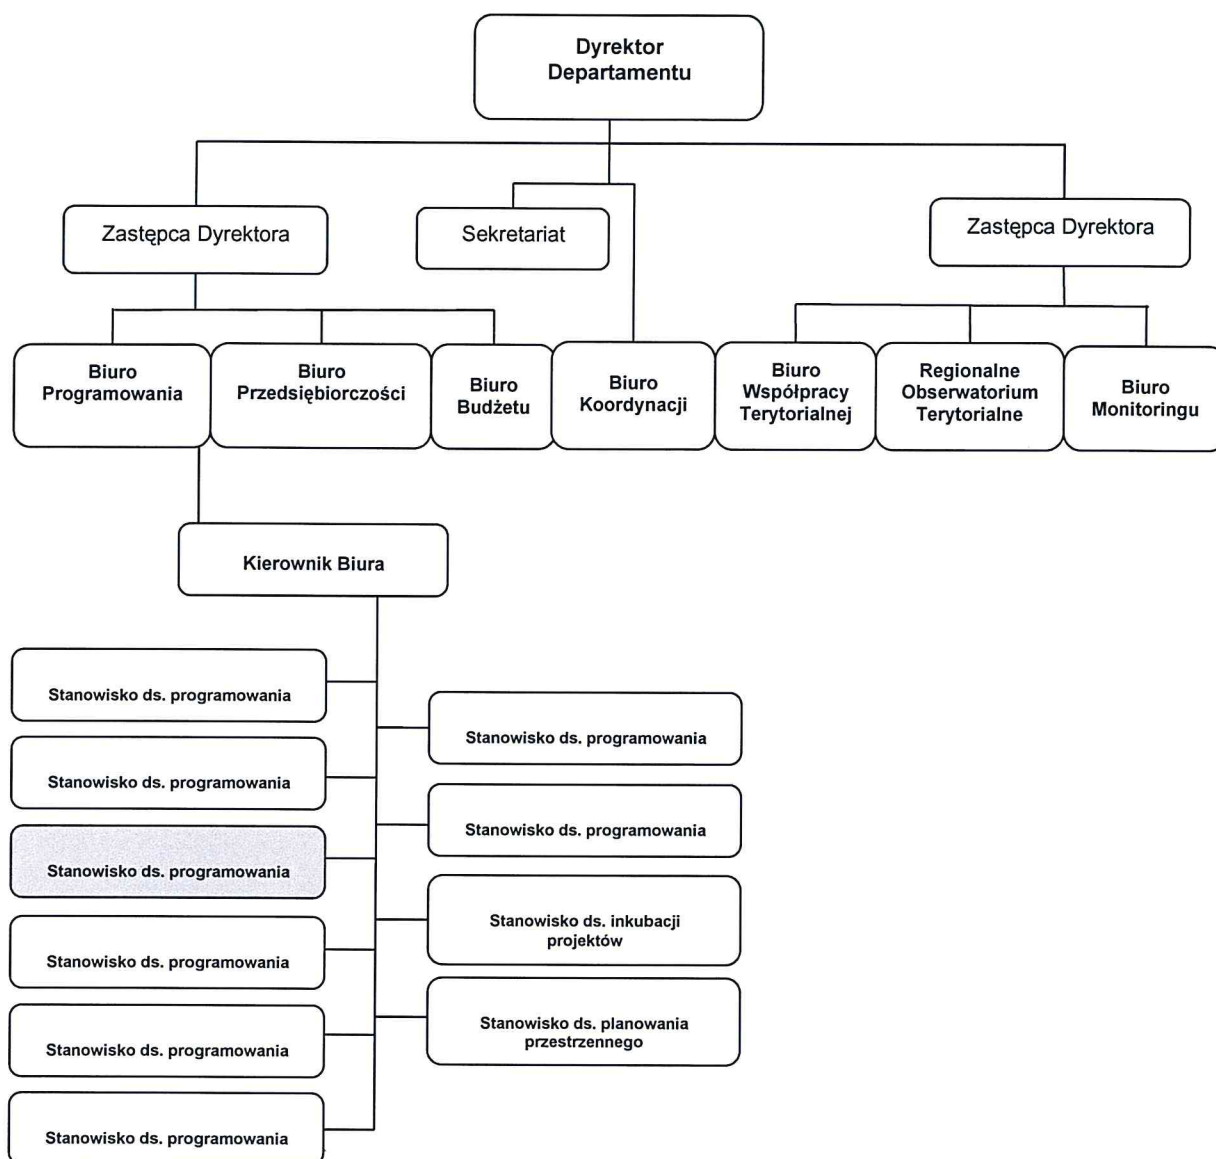 Dyrektor
Departamentu
Zastępca Dyrektora
Sekretariat
Zastępca Dyrektora
Biuro
Programowania
Biuro
Przedsiębiorczości
Biuro
Budżetu
Biuro
Koordynacji
Biuro
Współpracy
Terytorialnej
Regionalne
Obserwatorium
Terytorialne
Biuro
Monitoringu
Kierownik Biura
Stanowisko ds. programowania
Stanowisko ds. programowania
Stanowisko ds. programowania
Stanowisko ds. programowania
Stanowisko ds. programowania
Stanowisko ds. programowania
Stanowisko ds. programowania
Stanowisko ds. programowania
Stanowisko ds. inkubacji
projektów
Stanowisko ds. planowania
przestrzennego